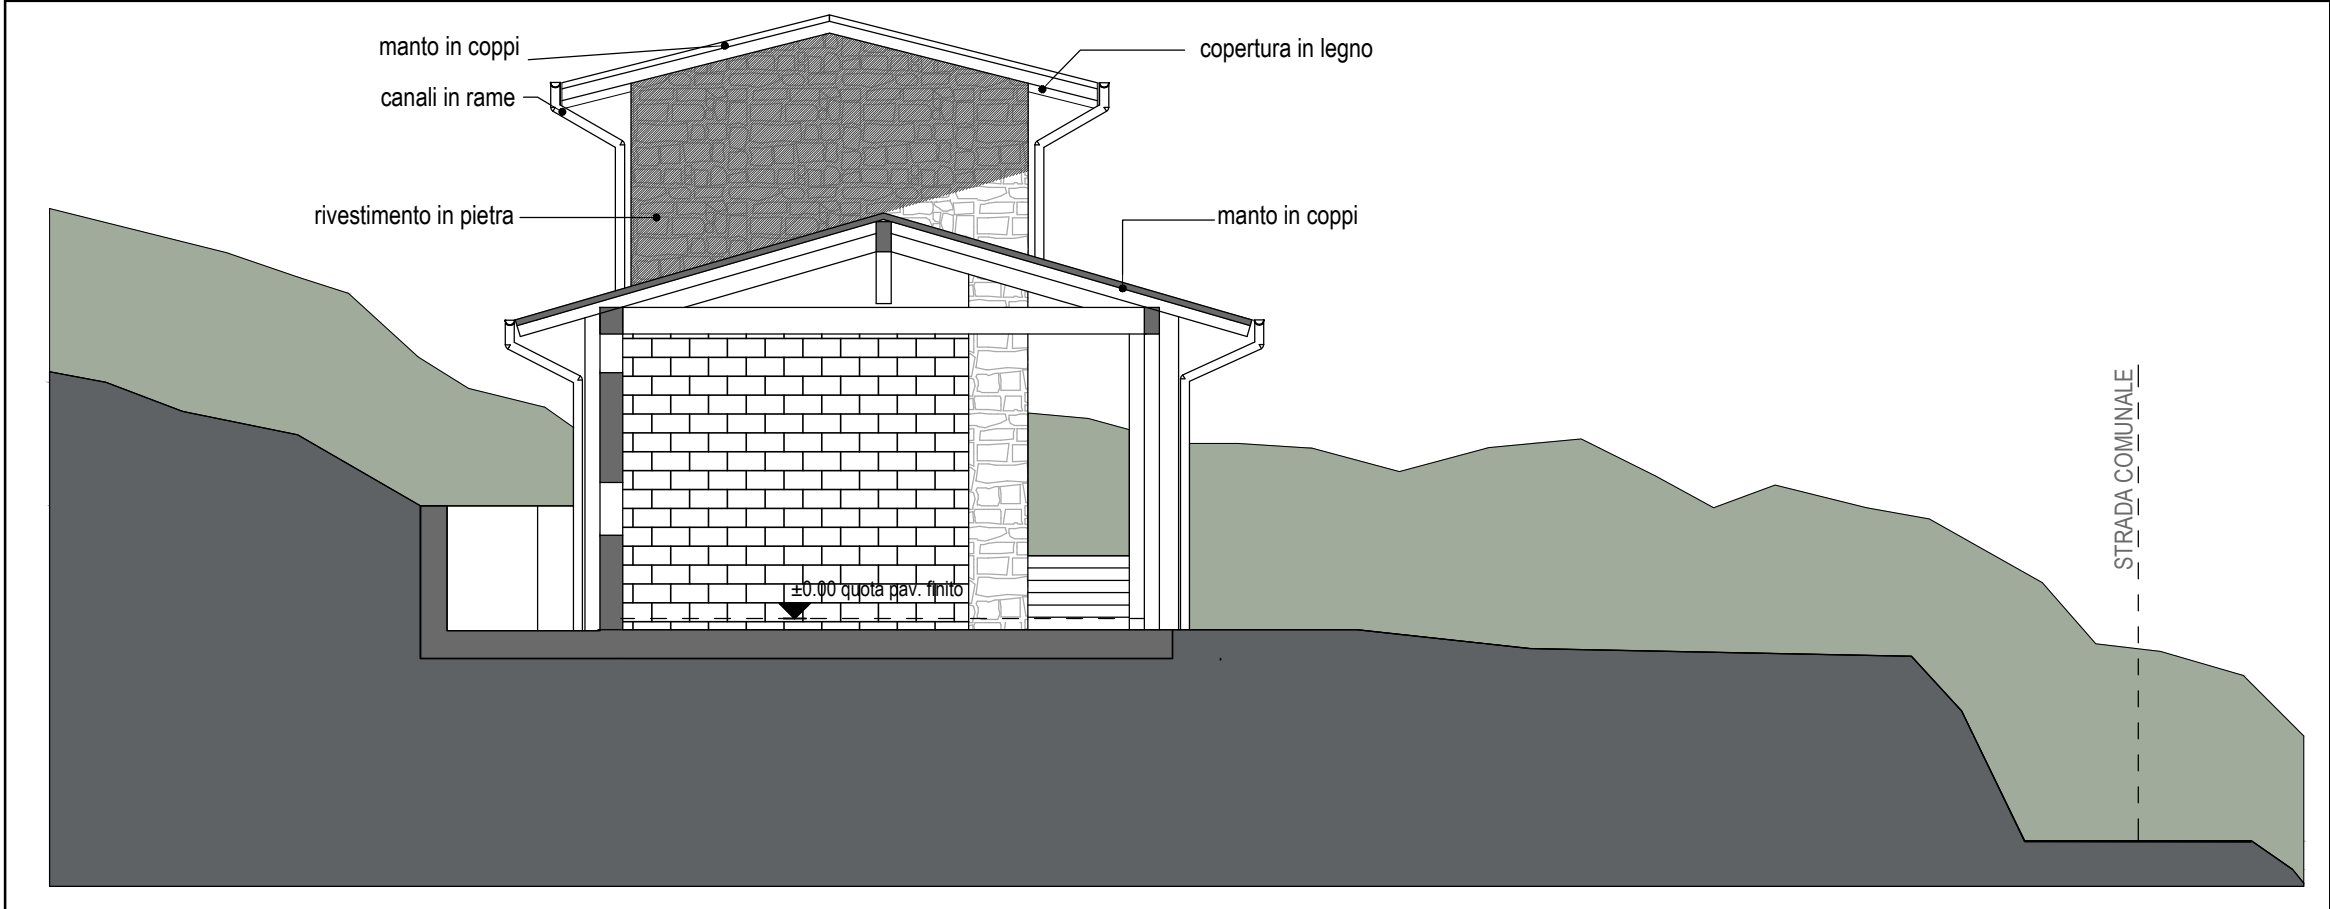 manto in coppi
copertura in legno
canali in rame
rivestimento in pietra
manto in coppi
STRADA COMUNALE
±0.00 quota pav. finito